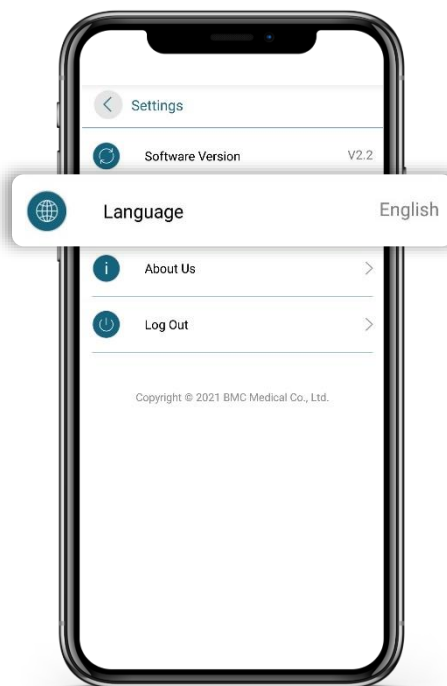 Settings
Software Version V2.2
Language English
About Us
Log Out
Copyright © 2021 BMC Medical Co., Ltd.